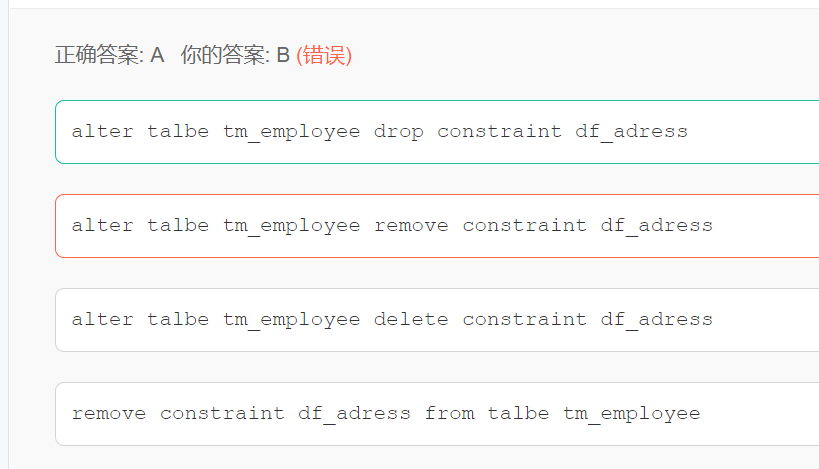 正确答案: A 你的答案: B (错误)
alter talbe tm_employee drop constraint df_adress
alter talbe tm_employee remove constraint df_adress
alter talbe tm_employee delete constraint df_adress
remove constraint df_adress from talbe tm_employee